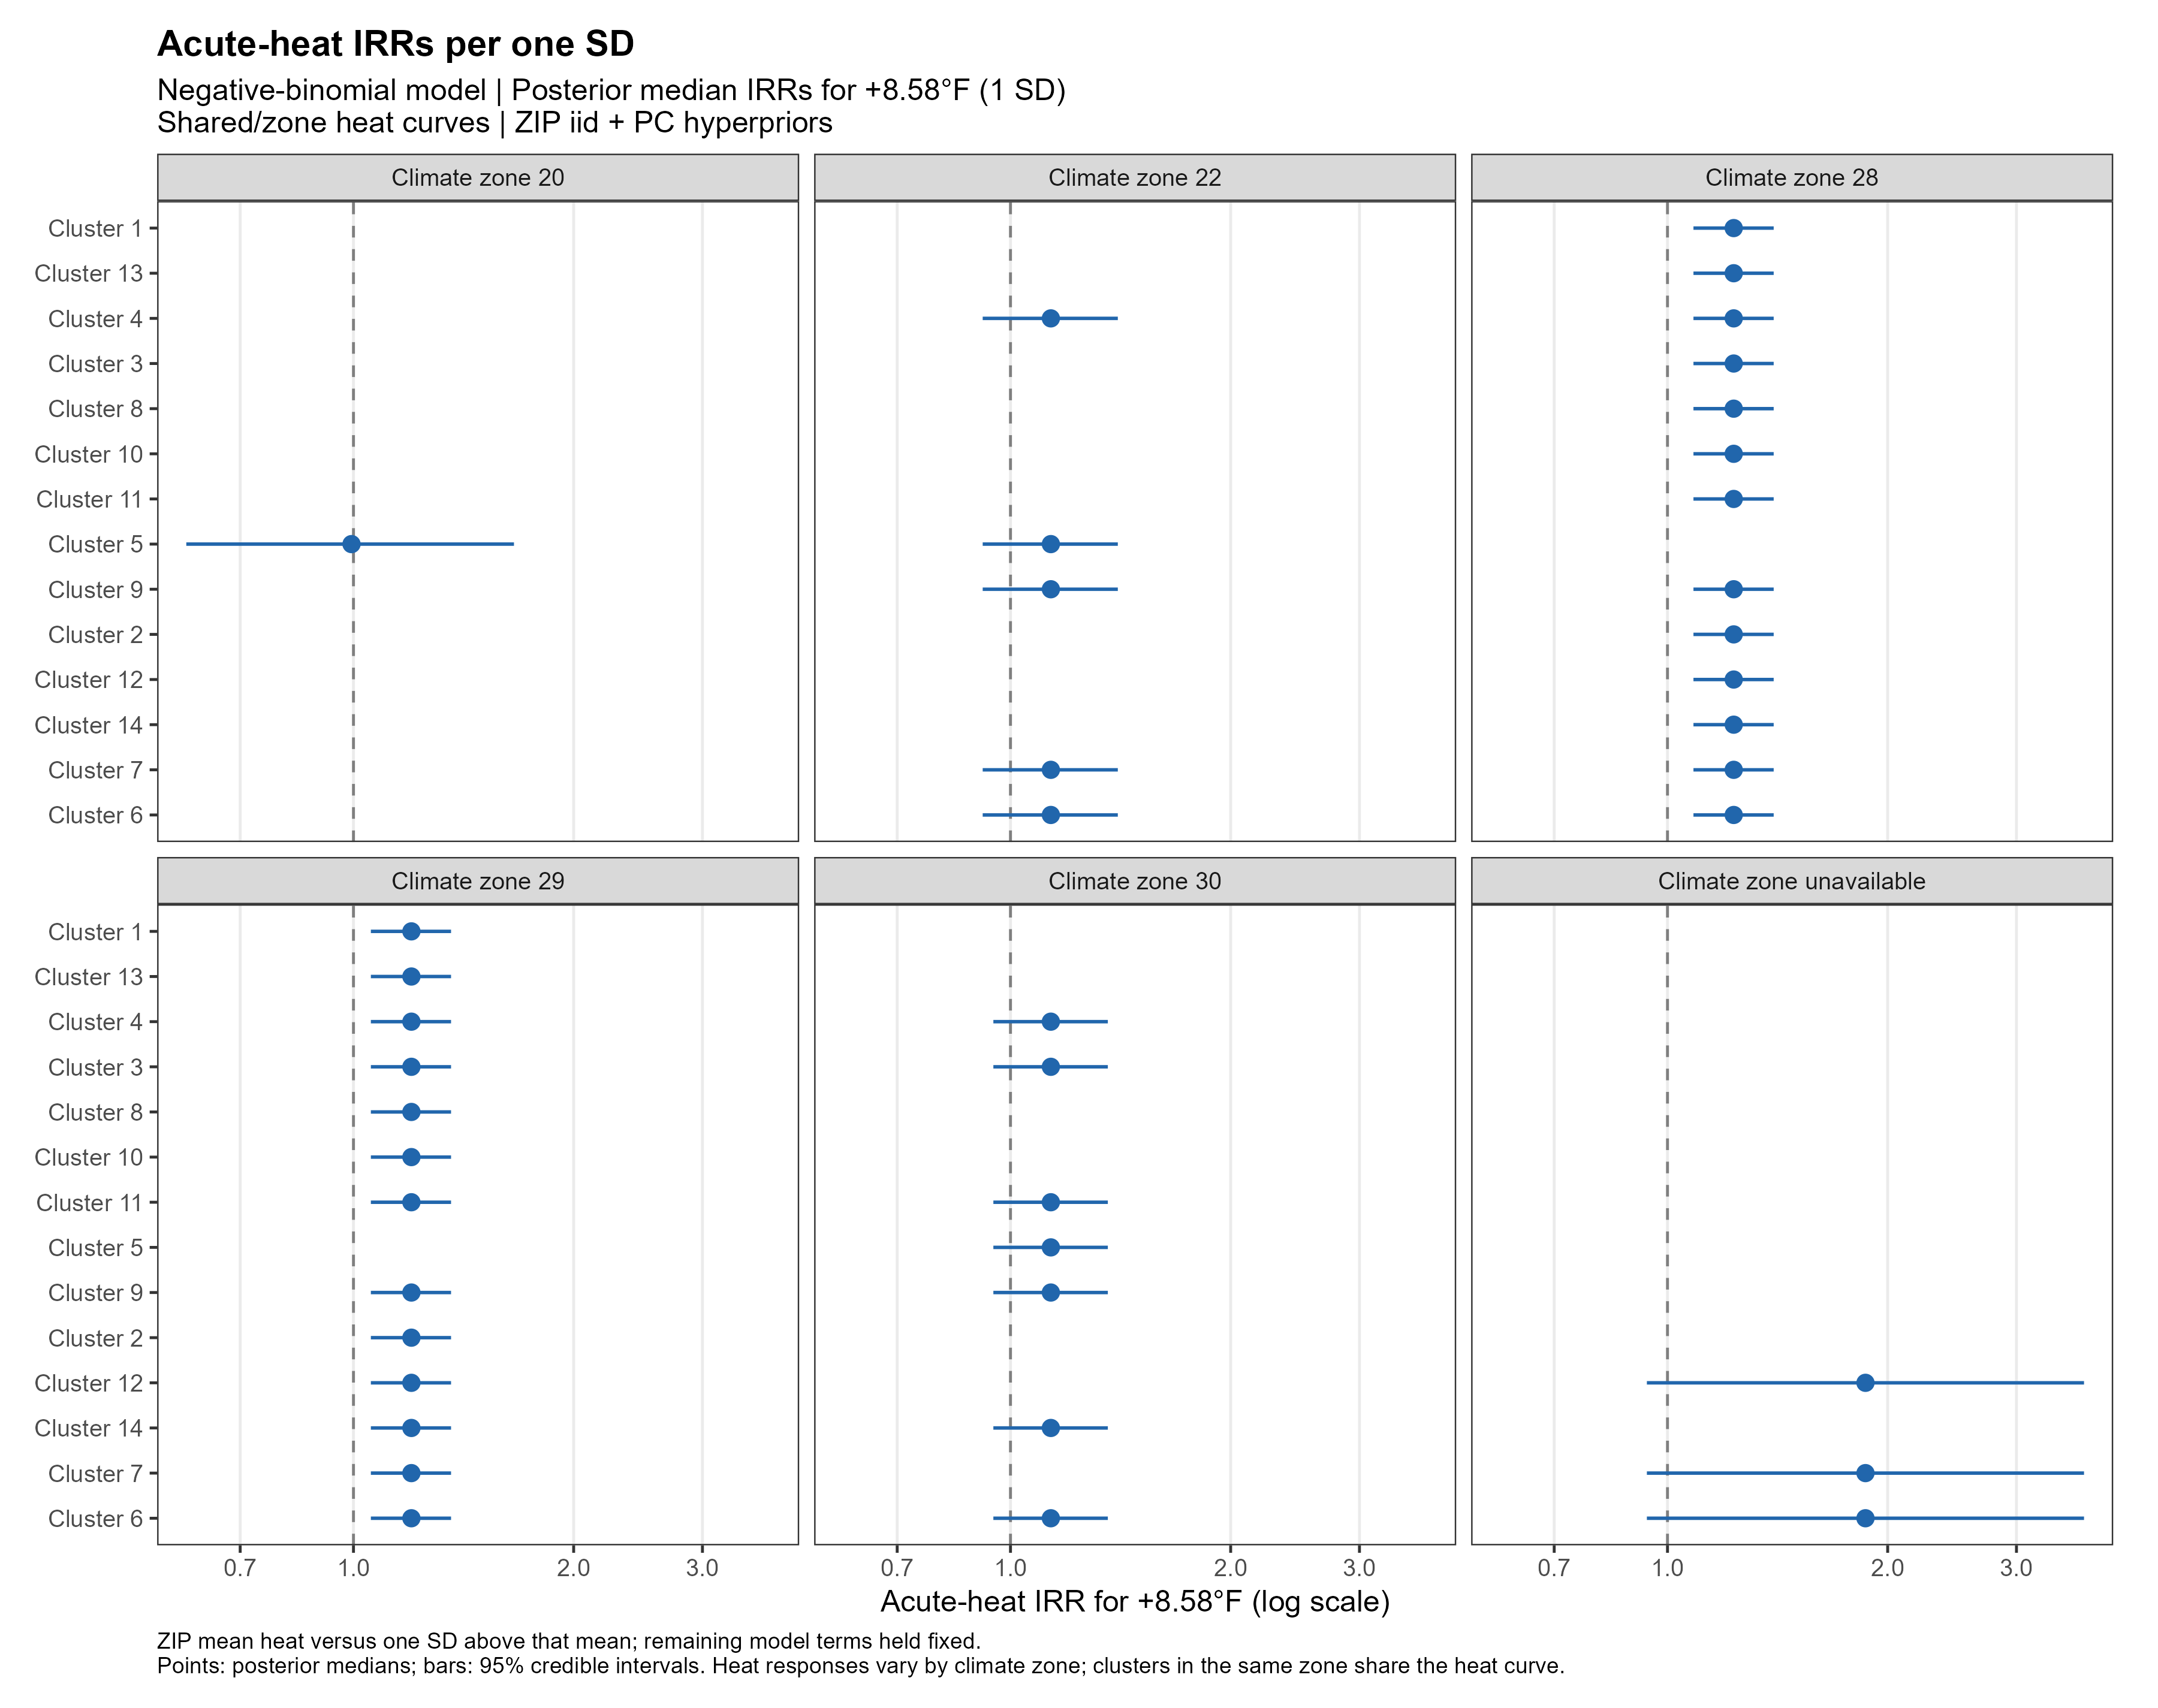 Acute-heat IRRs per one SD
Negative-binomial model | Posterior median IRRs for +8.58°F (1 SD)
Shared/zone heat curves | ZIP iid + PC hyperpriors
Climate zone 20
Climate zone 22
Climate zone 28
Cluster 1
Cluster 13
Cluster 4
Cluster 3
Cluster 8
Cluster 10
Cluster 11
Cluster 5
Cluster 9
Cluster 2
Cluster 12
Cluster 14
Cluster 7
Cluster 6
Climate zone 29
Climate zone 30
Climate zone unavailable
Cluster 1
Cluster 13
Cluster 4
Cluster 3
Cluster 8
Cluster 10
Cluster 11
Cluster 5
Cluster 9
Cluster 2
Cluster 12
Cluster 14
Cluster 7
Cluster 6
0.7 1.0 2.0 3.0
0.7 1.0 2.0 3.0
0.7 1.0 2.0 3.0
Acute-heat IRR for +8.58°F (log scale)
ZIP mean heat versus one SD above that mean; remaining model terms held fixed.
Points: posterior medians; bars: 95% credible intervals. Heat responses vary by climate zone; clusters in the same zone share the heat curve.